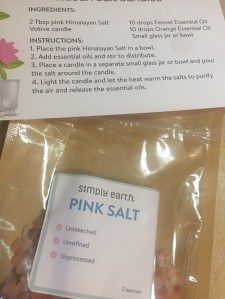 INGREDIENTS:
2 Tbsp pink Himalayan Salt 10 drops Fennel Essential Oil
Votive candle 10 drops Orange Essential Oil
Small glass jar or bowl
INSTRUCTIONS:
1. Place the pink Himalayan Salt in a bowl.
2. Add essential oils and stir to distribute.
3. Place a candle in a separate small glass jar or bowl and pour
the salt around the candle.
4. Light the candle and let the heat warm the salts to purify
the air and release the essential oils.
simply earth
PINK SALT
Unbleached
Unrefined
Unprocessed
2 ounces